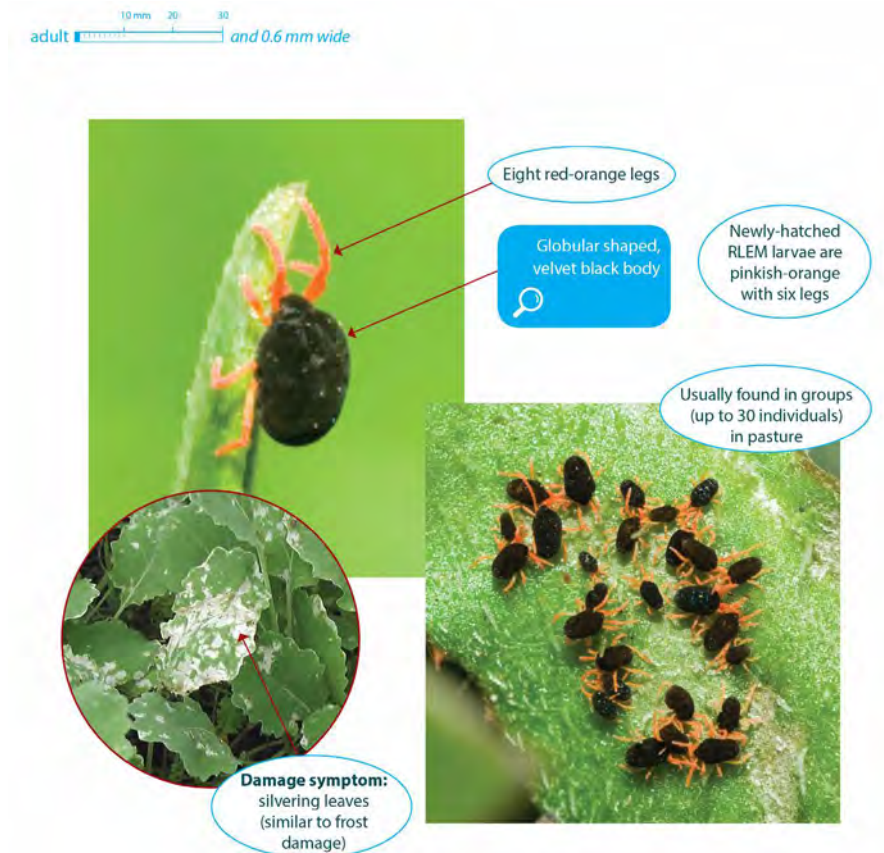 10 mm 20 30
adult and 0.6 mm wide
Eight red-orange legs
Globular shaped,
velvet black body
Newly-hatched
RLEM larvae are
pinkish-orange
with six legs
Usually found in groups
(up to 30 individuals)
in pasture
Damage symptom:
silvering leaves
(similar to frost
damage)